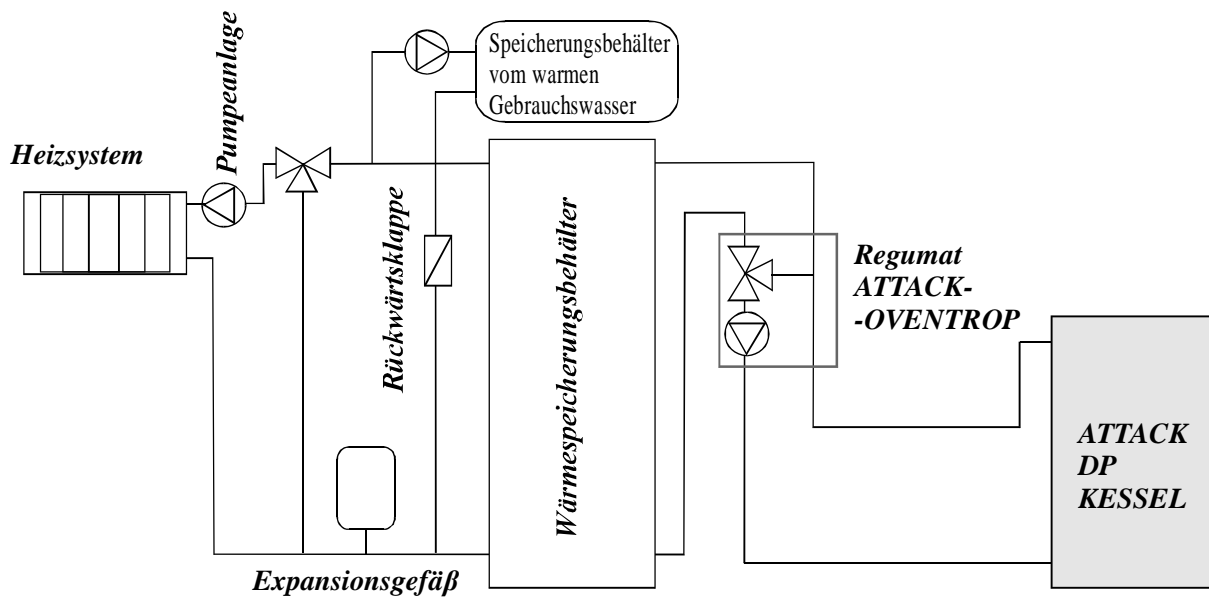 Speicherungsbehälter
vom warmen
Gebrauchswasser
Pumpeanlage
Heizsystem
Rückwärtsklappe
Wärmespeicherungsbehälter
Regumat
ATTACK-
-OVENTROP
ATTACK
DP
KESSEL
Expansionsgefäß